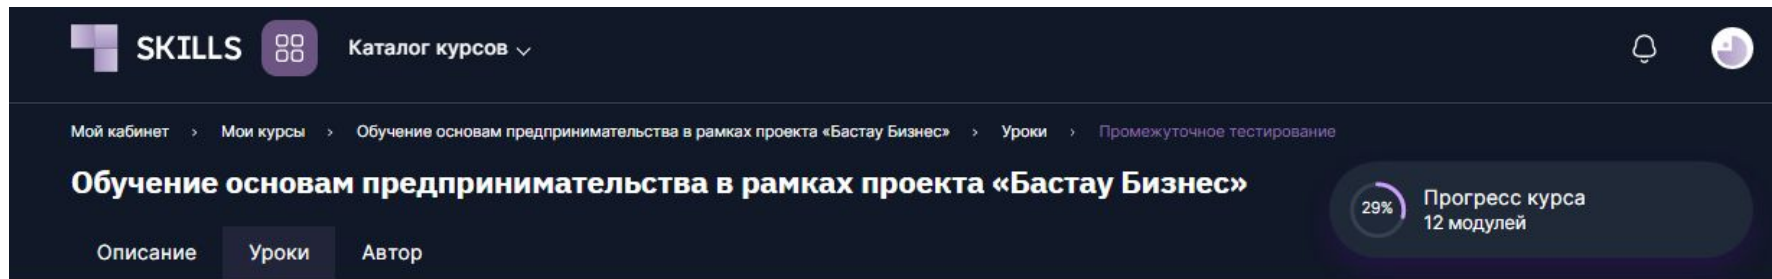 SKILLS Каталог курсов
Мой кабинет › Мои курсы › Обучение основам предпринимательства в рамках проекта «Бастау Бизнес» › Уроки › Промежуточное тестирование
Обучение основам предпринимательства в рамках проекта «Бастау Бизнес»
29% Прогресс курса
12 модулей
Описание Уроки Автор